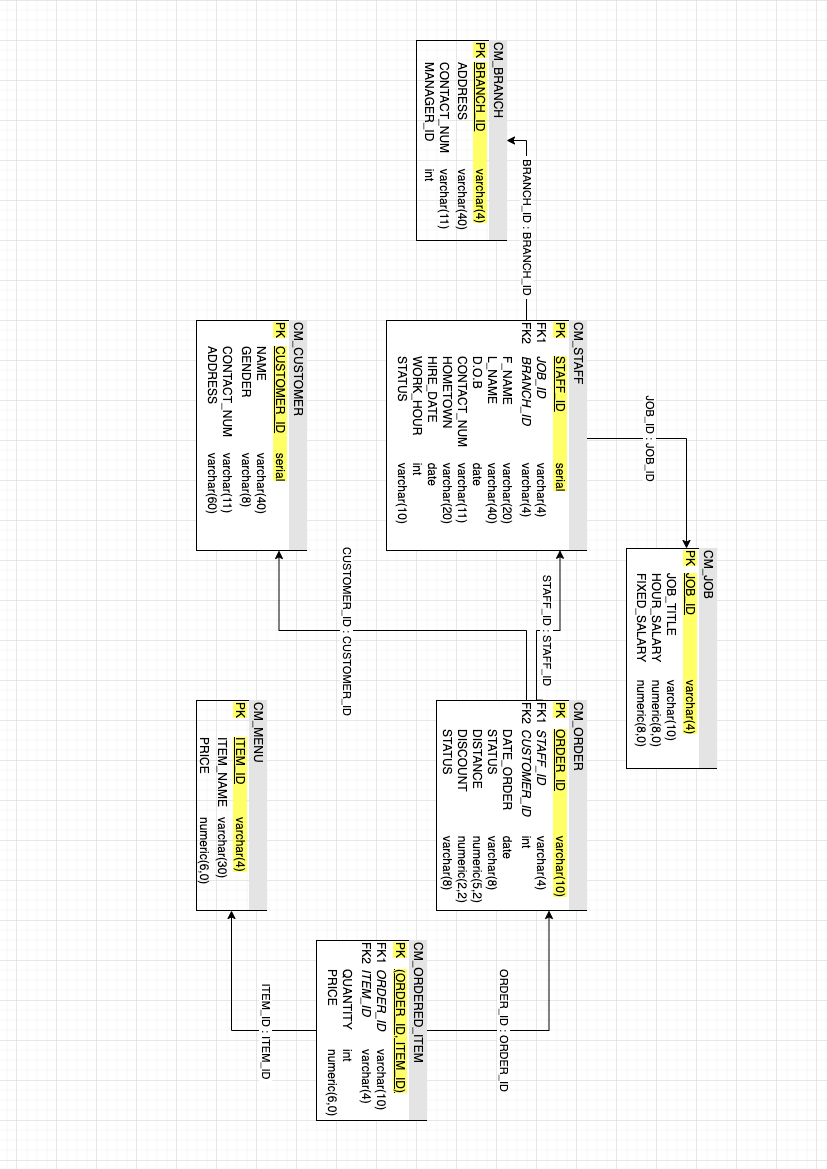 CM_JOB
PK JOB_ID varchar(4)
JOB_TITLE varchar(10)
HOUR_SALARY numeric(8,0)
FIXED_SALARY numeric(8,0)
JOB_ID : JOB_ID
CM_BRANCH
PK BRANCH_ID varchar(4)
ADDRESS varchar(40)
CONTACT_NUM varchar(11)
MANAGER_ID int
BRANCH_ID : BRANCH_ID
CM_STAFF
PK STAFF_ID serial
FK1 JOB_ID varchar(4)
FK2 BRANCH_ID varchar(4)
F_NAME varchar(20)
L_NAME varchar(40)
D.O.B date
CONTACT_NUM varchar(11)
HOMETOWN varchar(20)
HIRE_DATE date
WORK_HOUR int
STATUS varchar(10)
STAFF_ID : STAFF_ID
CM_ORDER
PK ORDER_ID varchar(10)
FK1 STAFF_ID varchar(4)
FK2 CUSTOMER_ID int
DATE_ORDER date
STATUS varchar(8)
DISTANCE numeric(5,2)
DISCOUNT numeric(2,2)
STATUS varchar(8)
ORDER_ID : ORDER_ID
CM_ORDERED_ITEM
PK (ORDER_ID, ITEM_ID)
FK1 ORDER_ID varchar(10)
FK2 ITEM_ID varchar(4)
QUANTITY int
PRICE numeric(6,0)
CUSTOMER_ID : CUSTOMER_ID
CM_CUSTOMER
PK CUSTOMER_ID serial
NAME varchar(40)
GENDER varchar(8)
CONTACT_NUM varchar(11)
ADDRESS varchar(60)
CM_MENU
PK ITEM_ID varchar(4)
ITEM_NAME varchar(30)
PRICE numeric(6,0)
ITEM_ID : ITEM_ID